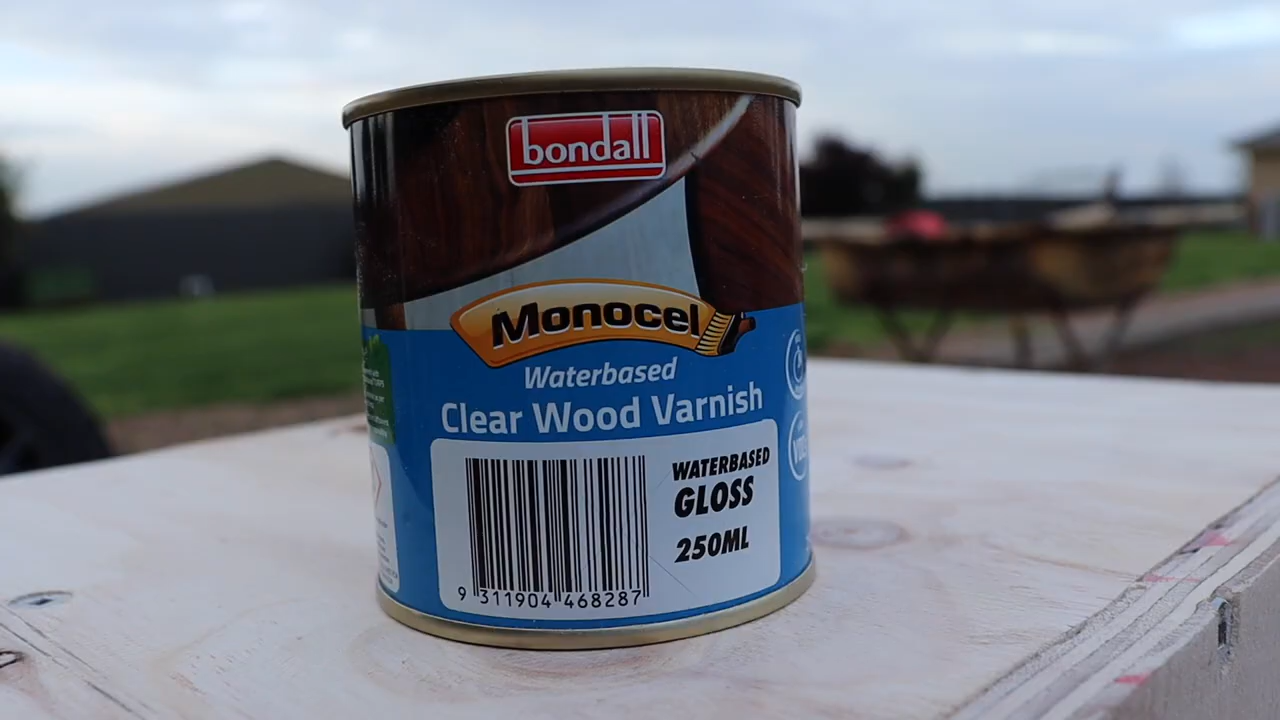 bondall
Monocel
Waterbased
Clear Wood Varnish
WATERBASED
GLOSS
250ML
9 311904 468287